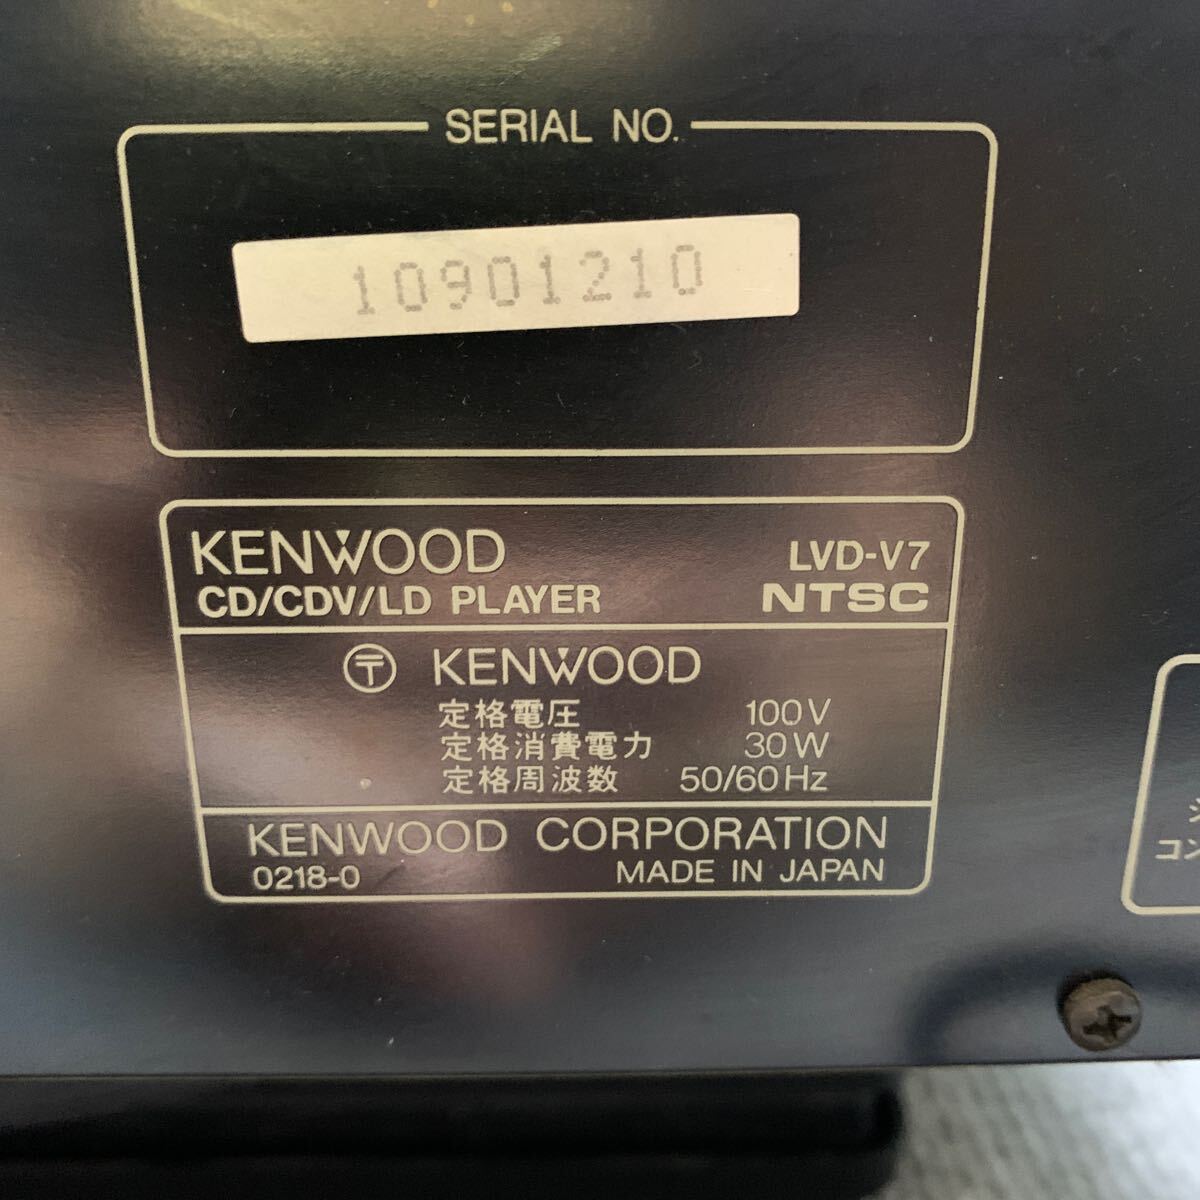 SERIAL NO.
10901210
KENWOOD LVD-V7
CD/CDV/LD PLAYER NTSC
〒 KENWOOD
定格電圧 100V
定格消費電力 30W
定格周波数 50/60Hz
KENWOOD CORPORATION
0218-0 MADE IN JAPAN
コン